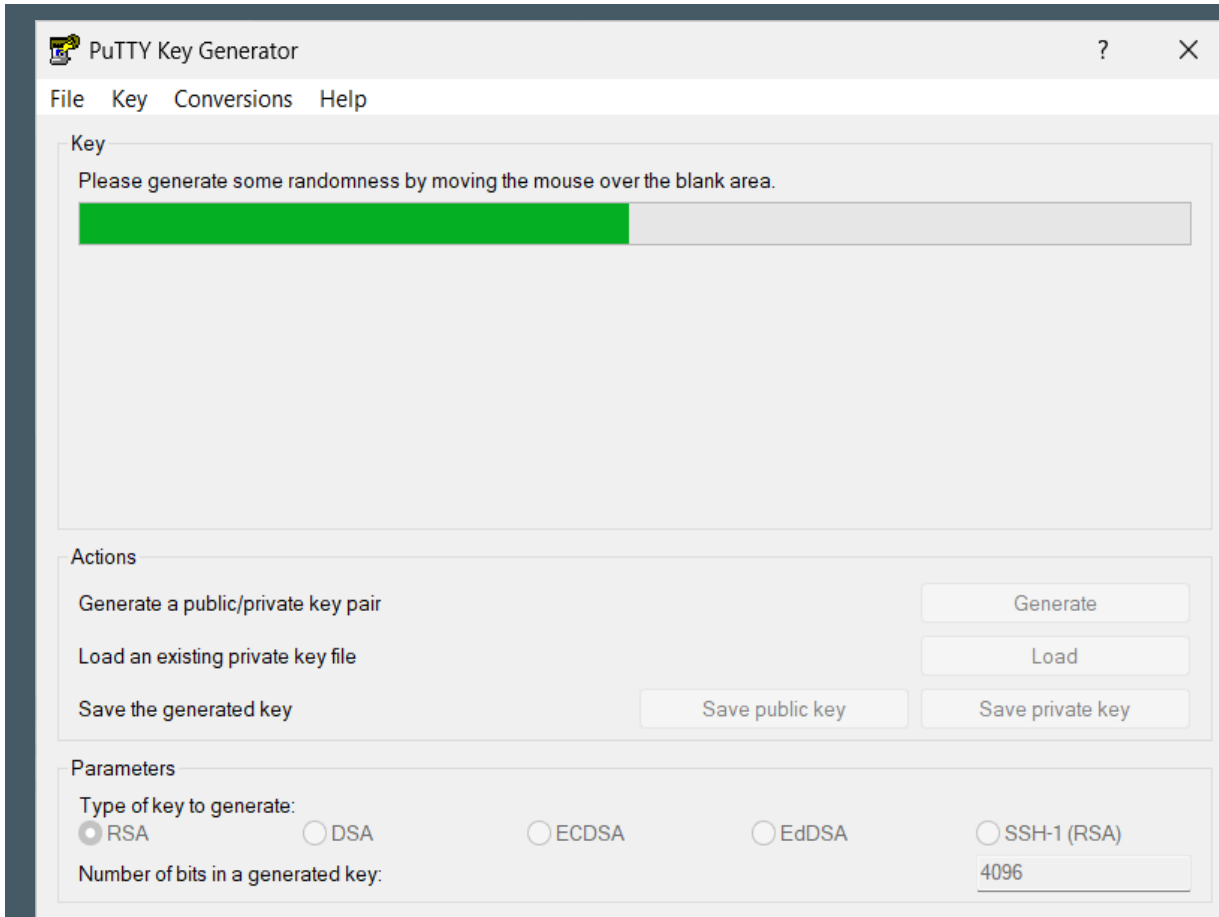 PuTTY Key Generator ?
File Key Conversions Help
Key
Please generate some randomness by moving the mouse over the blank area.
Actions
Generate a public/private key pair Generate
Load an existing private key file Load
Save the generated key Save public key Save private key
Parameters
Type of key to generate:
RSA DSA ECDSA EdDSA SSH-1 (RSA)
Number of bits in a generated key: 4096